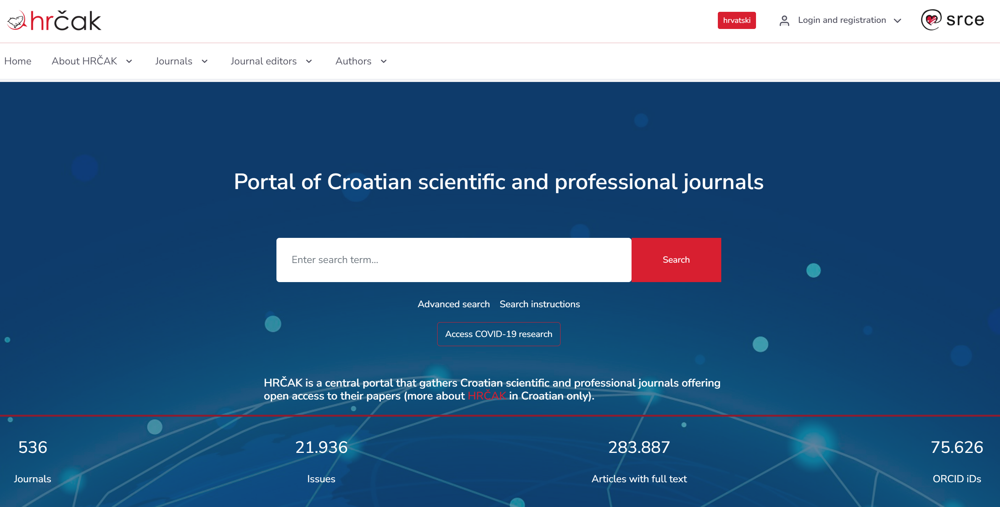 hrčak
hrvatski
Login and registration
srce
Home
About HRČAK
Journals
Journal editors
Authors
Portal of Croatian scientific and professional journals
Enter search term...
Search
Advanced search
Search instructions
Access COVID-19 research
HRČAK is a central portal that gathers Croatian scientific and professional journals offering
open access to their papers (more about HRČAK in Croatian only).
536
Journals
21.936
Issues
283.887
Articles with full text
75.626
ORCID iDs